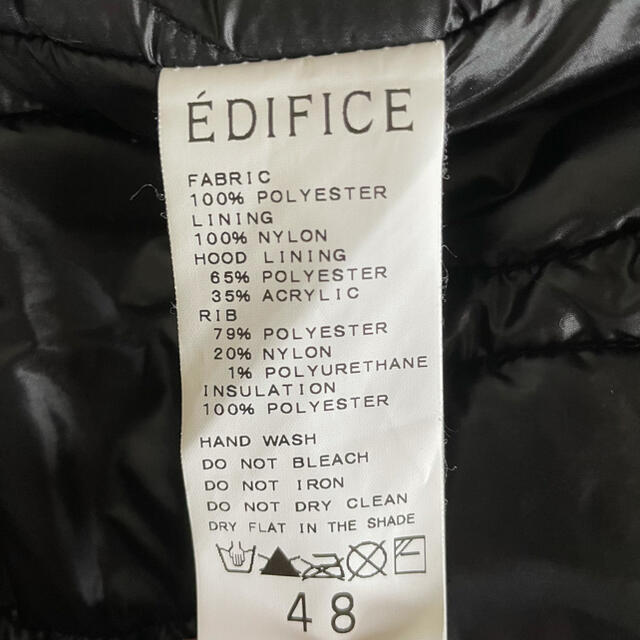 ÉDIFICE
FABRIC
100% POLYESTER
LINING
100% NYLON
HOOD LINING
65% POLYESTER
35% ACRYLIC
RIB
79% POLYESTER
20% NYLON
1% POLYURETHANE
INSULATION
100% POLYESTER
HAND WASH
DO NOT BLEACH
DO NOT IRON
DO NOT DRY CLEAN
DRY FLAT IN THE SHADE
48